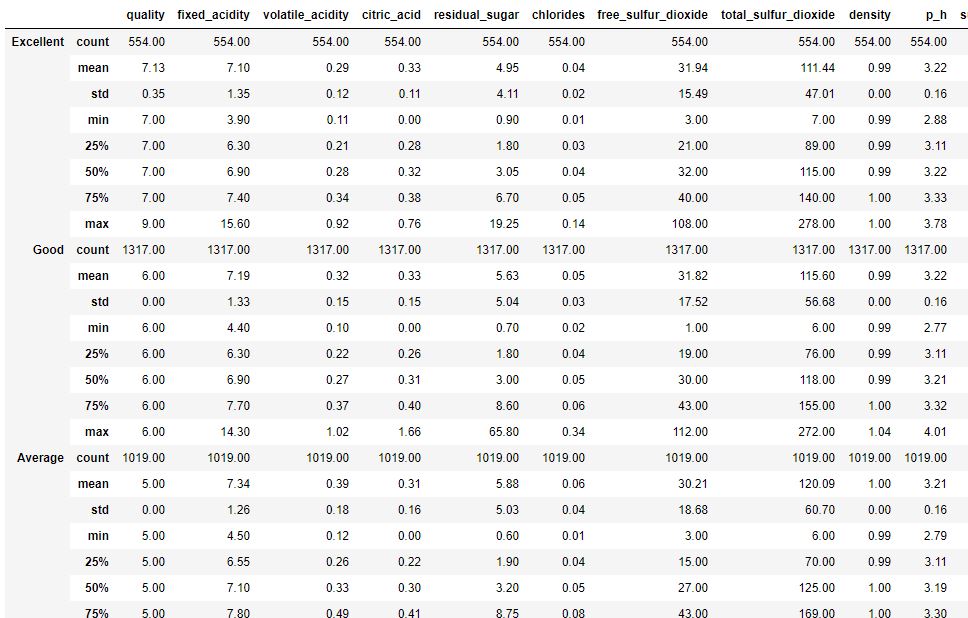 quality fixed_acidity volatile_acidity citric_acid residual_sugar chlorides free_sulfur_dioxide total_sulfur_dioxide density p_h
Excellent count 554.00 554.00 554.00 554.00 554.00 554.00 554.00 554.00 554.00 554.00
mean 7.13 7.10 0.29 0.33 4.95 0.04 31.94 111.44 0.99 3.22
std 0.35 1.35 0.12 0.11 4.11 0.02 15.49 47.01 0.00 0.16
min 7.00 3.90 0.11 0.00 0.90 0.01 3.00 7.00 0.99 2.88
25% 7.00 6.30 0.21 0.28 1.80 0.03 21.00 89.00 0.99 3.11
50% 7.00 6.90 0.28 0.32 3.05 0.04 32.00 115.00 0.99 3.22
75% 7.00 7.40 0.34 0.38 6.70 0.05 40.00 140.00 1.00 3.33
max 9.00 15.60 0.92 0.76 19.25 0.14 108.00 278.00 1.00 3.78
Good count 1317.00 1317.00 1317.00 1317.00 1317.00 1317.00 1317.00 1317.00 1317.00 1317.00
mean 6.00 7.19 0.32 0.33 5.63 0.05 31.82 115.60 0.99 3.22
std 0.00 1.33 0.15 0.15 5.04 0.03 17.52 56.68 0.00 0.16
min 6.00 4.40 0.10 0.00 0.70 0.02 1.00 6.00 0.99 2.77
25% 6.00 6.30 0.22 0.26 1.80 0.04 19.00 76.00 0.99 3.11
50% 6.00 6.90 0.27 0.31 3.00 0.05 30.00 118.00 0.99 3.21
75% 6.00 7.70 0.37 0.40 8.60 0.06 43.00 155.00 1.00 3.32
max 6.00 14.30 1.02 1.66 65.80 0.34 112.00 272.00 1.04 4.01
Average count 1019.00 1019.00 1019.00 1019.00 1019.00 1019.00 1019.00 1019.00 1019.00 1019.00
mean 5.00 7.34 0.39 0.31 5.88 0.06 30.21 120.09 1.00 3.21
std 0.00 1.26 0.18 0.16 5.03 0.04 18.68 60.70 0.00 0.16
min 5.00 4.50 0.12 0.00 0.60 0.01 3.00 6.00 0.99 2.79
25% 5.00 6.55 0.26 0.22 1.90 0.04 15.00 70.00 0.99 3.11
50% 5.00 7.10 0.33 0.30 3.20 0.05 27.00 125.00 1.00 3.19
75% 5.00 7.80 0.49 0.41 8.75 0.08 43.00 169.00 1.00 3.30